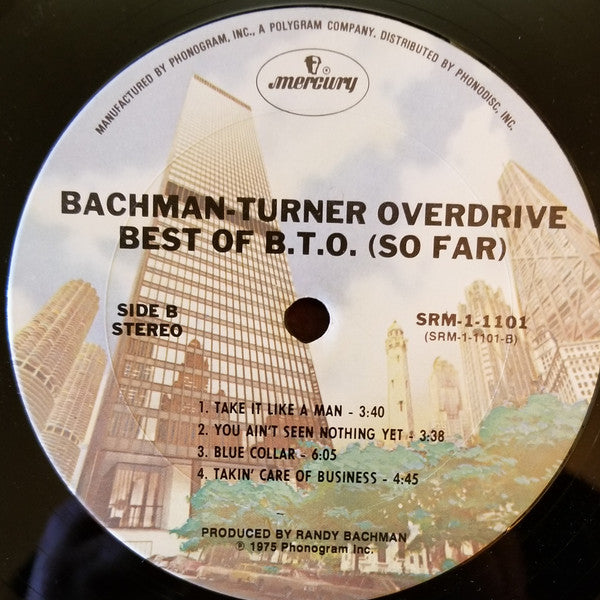 MANUFACTURED BY PHONOGRAM, INC., A POLYGRAM COMPANY. DISTRIBUTED BY PHONODISC, INC.
®
mercury
BACHMAN-TURNER OVERDRIVE
BEST OF B.T.O. (SO FAR)
SIDE B
STEREO
SRM-1-1101
(SRM-1-1101-B)
1. TAKE IT LIKE A MAN - 3:40
2. YOU AIN'T SEEN NOTHING YET - 3:38
3. BLUE COLLAR - 6:05
4. TAKIN' CARE OF BUSINESS - 4:45
PRODUCED BY RANDY BACHMAN
℗ 1975 Phonogram Inc.